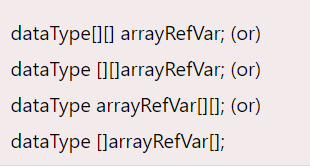 dataType[][] arrayRefVar; (or)
dataType [][]arrayRefVar; (or)
dataType arrayRefVar[][]; (or)
dataType []arrayRefVar[];